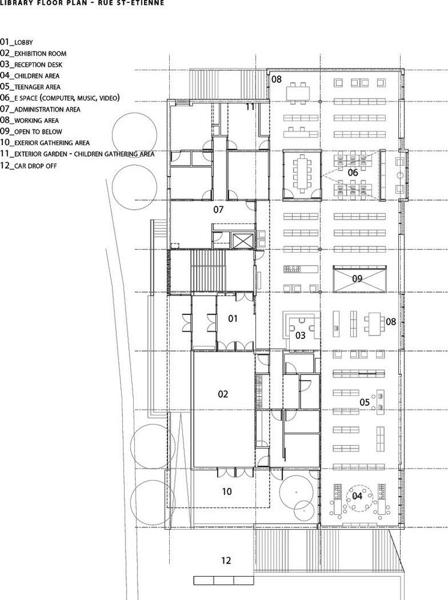 LIBRARY FLOOR PLAN - RUE ST-ETIENNE
01_LOBBY
02_EXHIBITION ROOM
03_RECEPTION DESK
04_CHILDREN AREA
05_TEENAGER AREA
06_E SPACE (COMPUTER, MUSIC, VIDEO)
07_ADMINISTRATION AREA
08_WORKING AREA
09_OPEN TO BELOW
10_EXERIOR GATHERING AREA
11_EXTERIOR GARDEN - CHILDREN GATHERING AREA
12_CAR DROP OFF
08
11
06
07
09
01
08
03
02
05
10
04
12